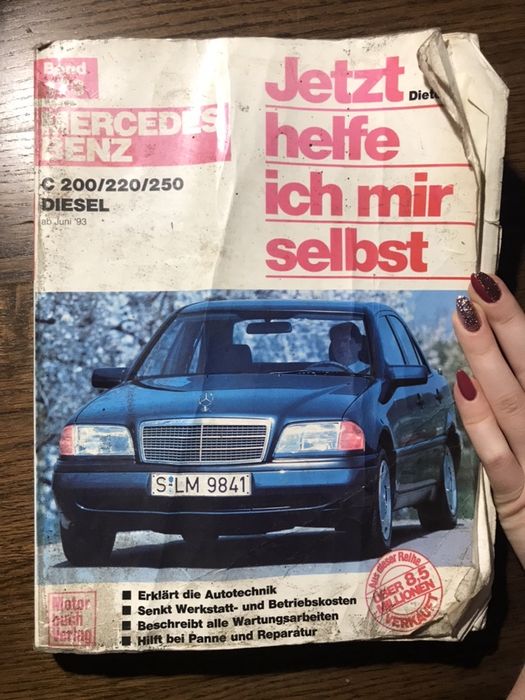 Band
MERCEDES
BENZ
C 200/220/250
DIESEL
ab Juni '93
Jetzt
helfe
ich mir
selbst
S LM 9841
Erklärt die Autotechnik
Senkt Werkstatt- und Betriebskosten
Beschreibt alle Wartungsarbeiten
Hilft bei Panne und Reparatur
Motor
buch
Verlag
Aus dieser Reihe
ÜBER 8,5
MILLIONEN
VERKAUFT